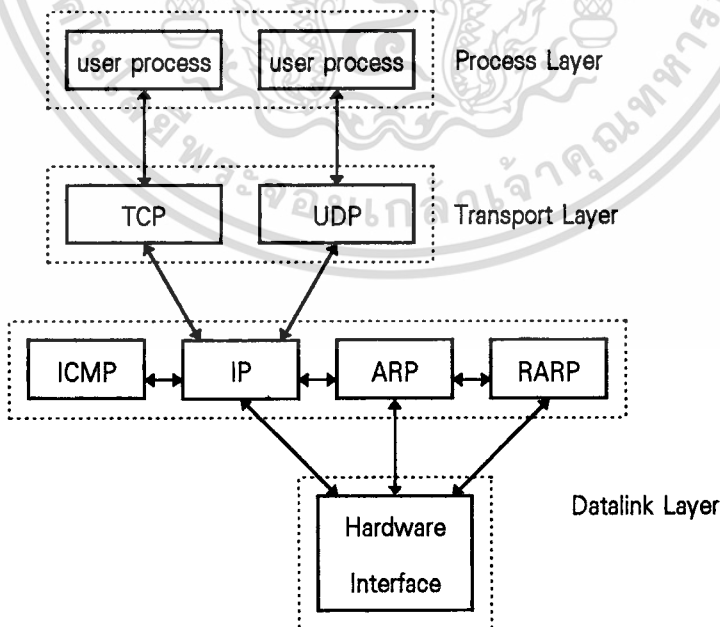 user process user process Process Layer
TCP UDP Transport Layer
ICMP IP ARP RARP
Datalink Layer
Hardware
Interface